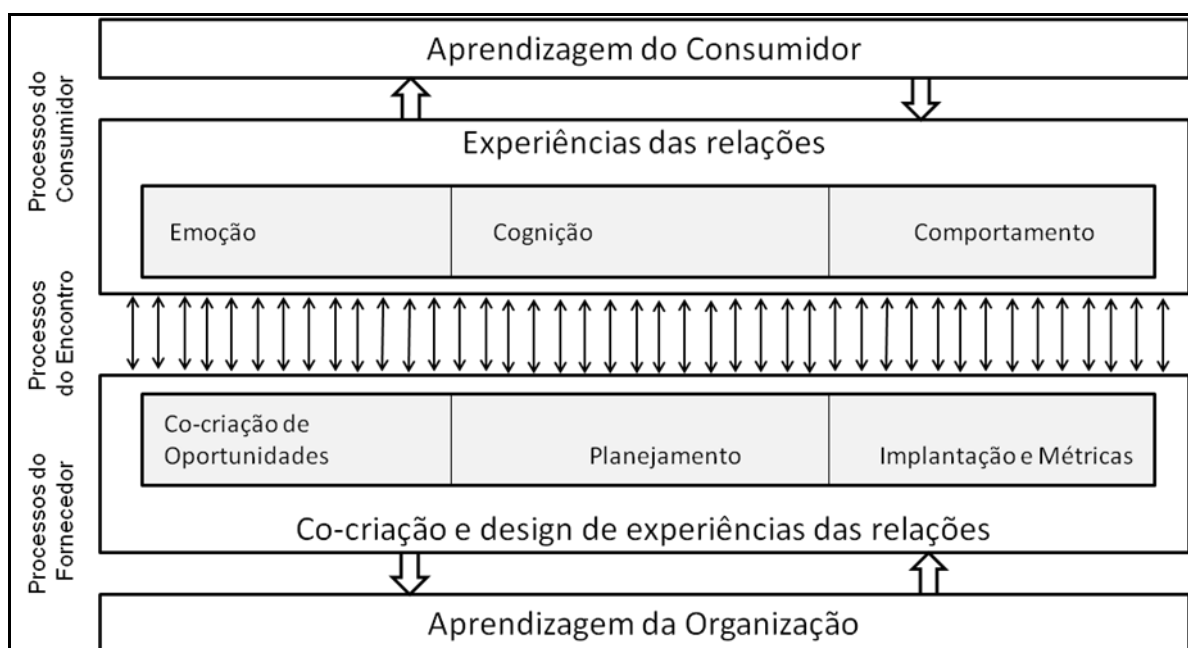 Aprendizagem do Consumidor
Processos do
Consumidor
Experiências das relações
Emoção
Cognição
Comportamento
Processos
do Encontro
Co-criação de
Oportunidades
Planejamento
Implantação e Métricas
Processos do
Fornecedor
Co-criação e design de experiências das relações
Aprendizagem da Organização